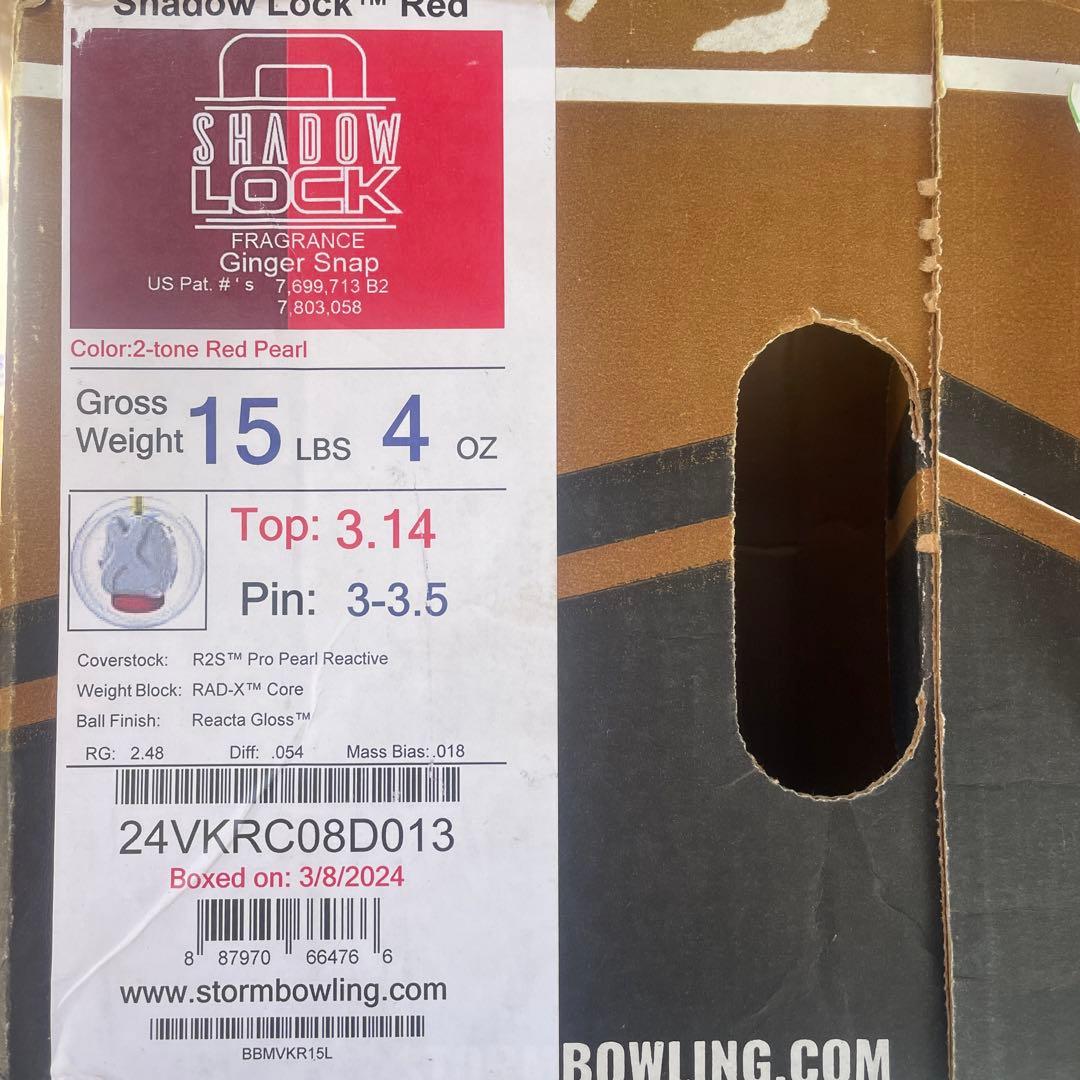 Shadow Lock™ Red
SHADOW
LOCK
FRAGRANCE
Ginger Snap
US Pat. #'s 7,699,713 B2
7,803,058
Color:2-tone Red Pearl
Gross
Weight 15 LBS 4 OZ
Top: 3.14
Pin: 3-3.5
Coverstock: R2S™ Pro Pearl Reactive
Weight Block: RAD-X™ Core
Ball Finish: Reacta Gloss™
RG: 2.48 Diff: .054 Mass Bias: .018
24VKRC08D013
Boxed on: 3/8/2024
8 87970 66476 6
www.stormbowling.com
BBMVKR15L
BOWLING.COM